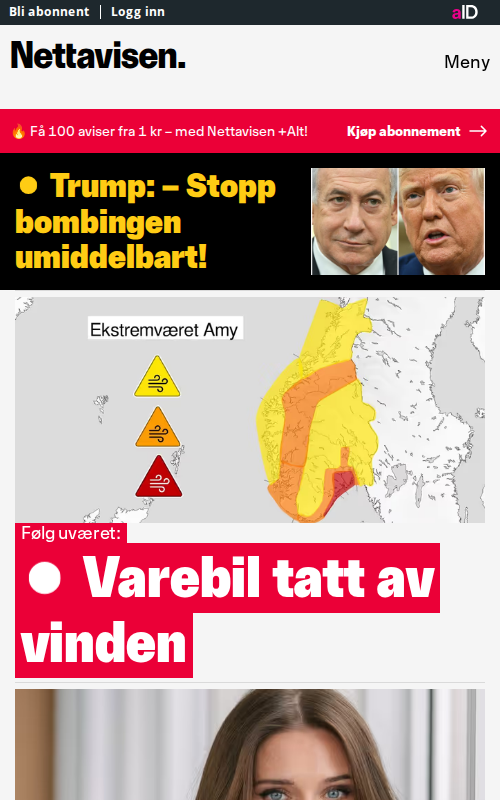 Bli abonnent | Logg inn
aID
Nettavisen.
Meny
🔥 Få 100 aviser fra 1 kr – med Nettavisen +Alt!
Kjøp abonnement →
Trump: – Stopp
bombingen
umiddelbart!
Ekstremværet Amy
Følg uværet:
Varebil tatt av
vinden